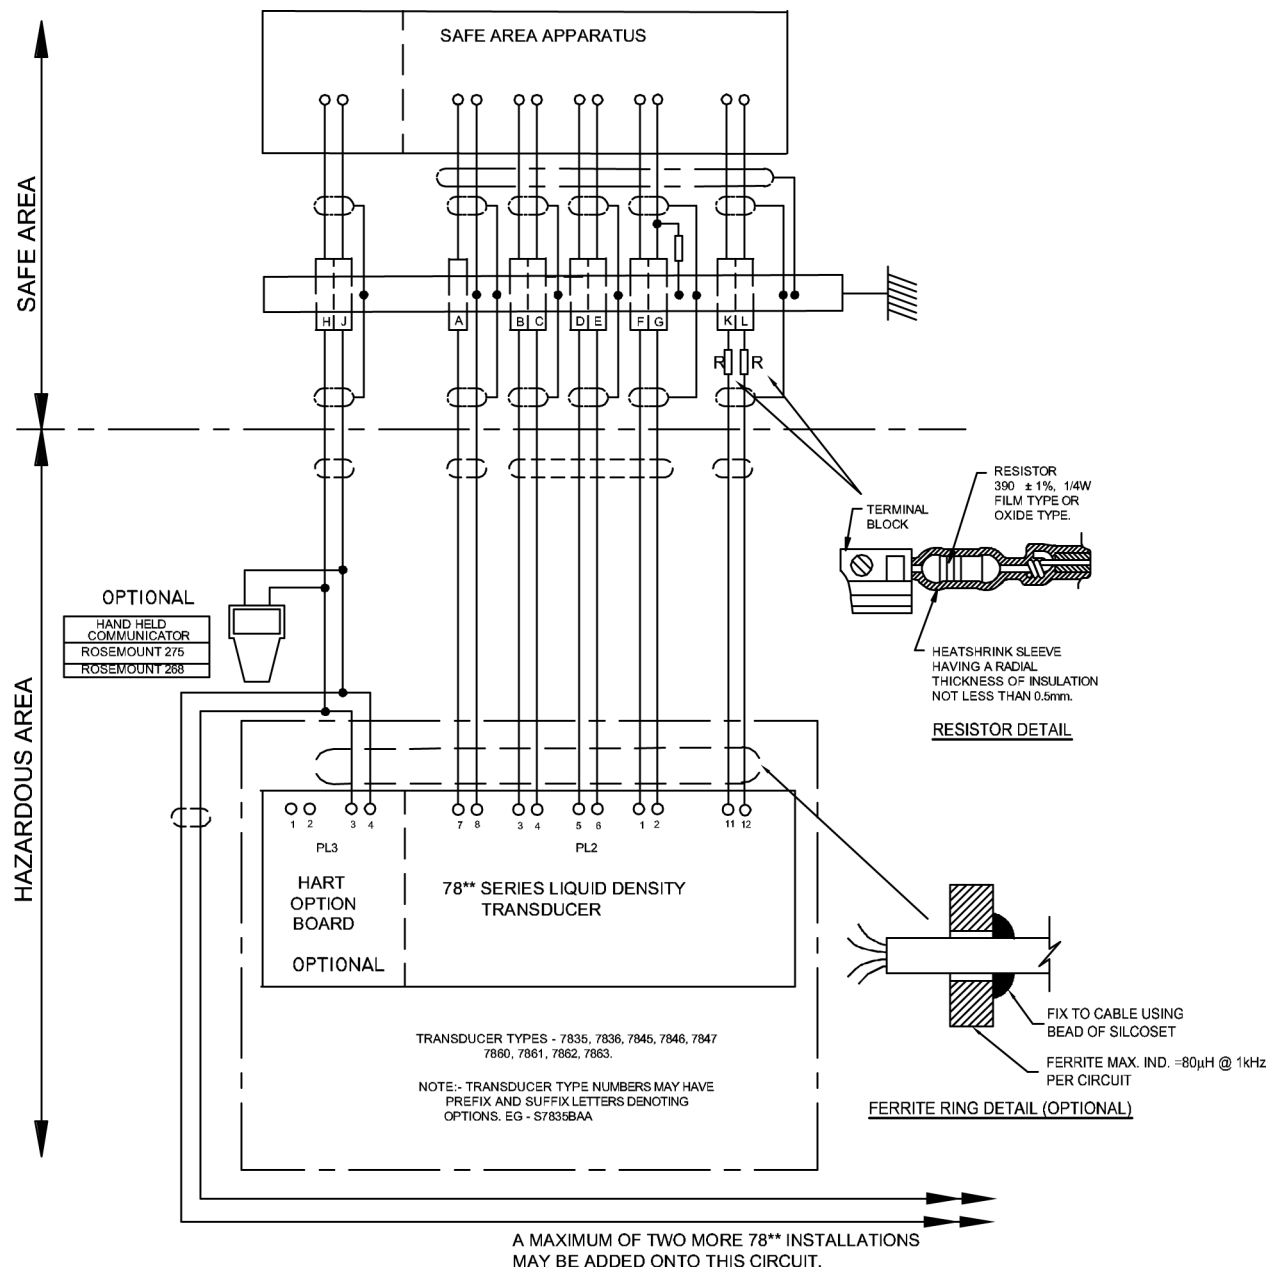 SAFE AREA APPARATUS
SAFE AREA
H J A B C D E F G K L
R R
RESISTOR
390 ± 1%, 1/4W
FILM TYPE OR
OXIDE TYPE.
TERMINAL
BLOCK
OPTIONAL
HAND HELD
COMMUNICATOR
ROSEMOUNT 275
ROSEMOUNT 268
HEATSHRINK SLEEVE
HAVING A RADIAL
THICKNESS OF INSULATION
NOT LESS THAN 0.5mm.
RESISTOR DETAIL
HAZARDOUS AREA
1 2 3 4 7 8 3 4 5 6 1 2 11 12
PL3 PL2
HART
OPTION
BOARD
OPTIONAL
78** SERIES LIQUID DENSITY
TRANSDUCER
FIX TO CABLE USING
BEAD OF SILCOSET
FERRITE MAX. IND. =80µH @ 1kHz
PER CIRCUIT
FERRITE RING DETAIL (OPTIONAL)
TRANSDUCER TYPES - 7835, 7836, 7845, 7846, 7847
7860, 7861, 7862, 7863.
NOTE:- TRANSDUCER TYPE NUMBERS MAY HAVE
PREFIX AND SUFFIX LETTERS DENOTING
OPTIONS. EG - S7835BAA
A MAXIMUM OF TWO MORE 78** INSTALLATIONS
MAY BE ADDED ONTO THIS CIRCUIT.